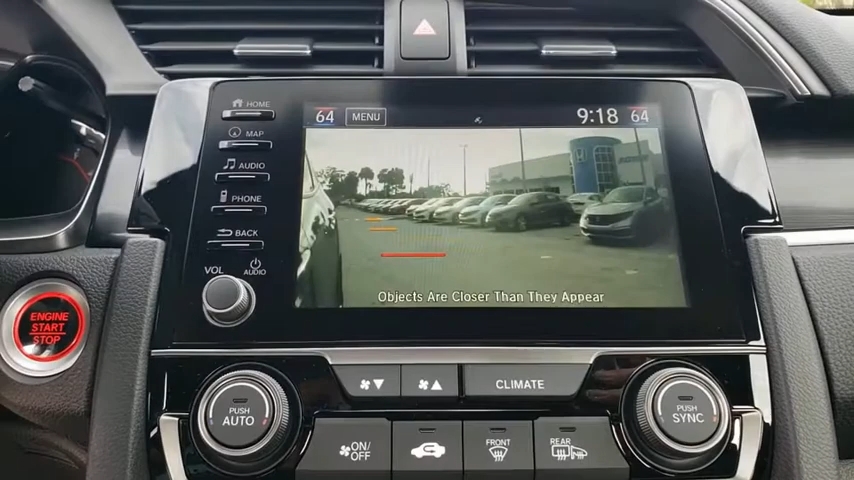 HOME
64
MENU
9:18
64
MAP
AUDIO
PHONE
BACK
VOL
AUDIO
Objects Are Closer Than They Appear
ENGINE
START
STOP
CLIMATE
PUSH
AUTO
PUSH
SYNC
ON/
OFF
FRONT
REAR